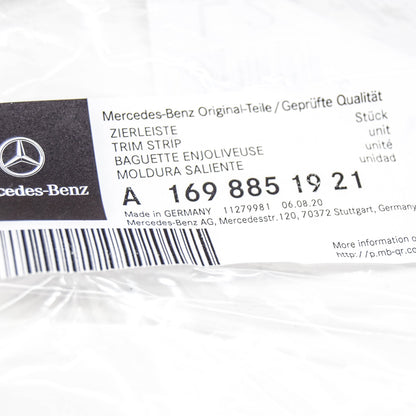 Mercedes-Benz Original-Teile / Geprüfte Qualität
ZIERLEISTE Stück
TRIM STRIP unit
BAGUETTE ENJOLIVEUSE unité
MOLDURA SALIENTE unidad
cedes-Benz
A 169 885 19 21
Made in GERMANY 11279981 06.08.20
Mercedes-Benz AG, Mercedesstr.120, 70372 Stuttgart, Germany
More information o
http://p.mb-qr.co